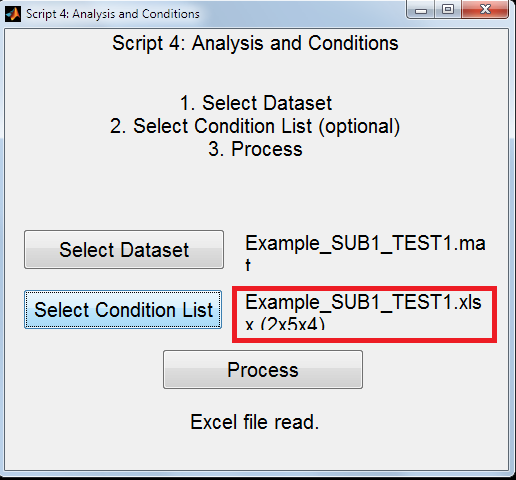 Script 4: Analysis and Conditions
Script 4: Analysis and Conditions
1. Select Dataset
2. Select Condition List (optional)
3. Process
Select Dataset
Example_SUB1_TEST1.ma
t
Select Condition List
Example_SUB1_TEST1.xls
x (2x5x4)
Process
Excel file read.